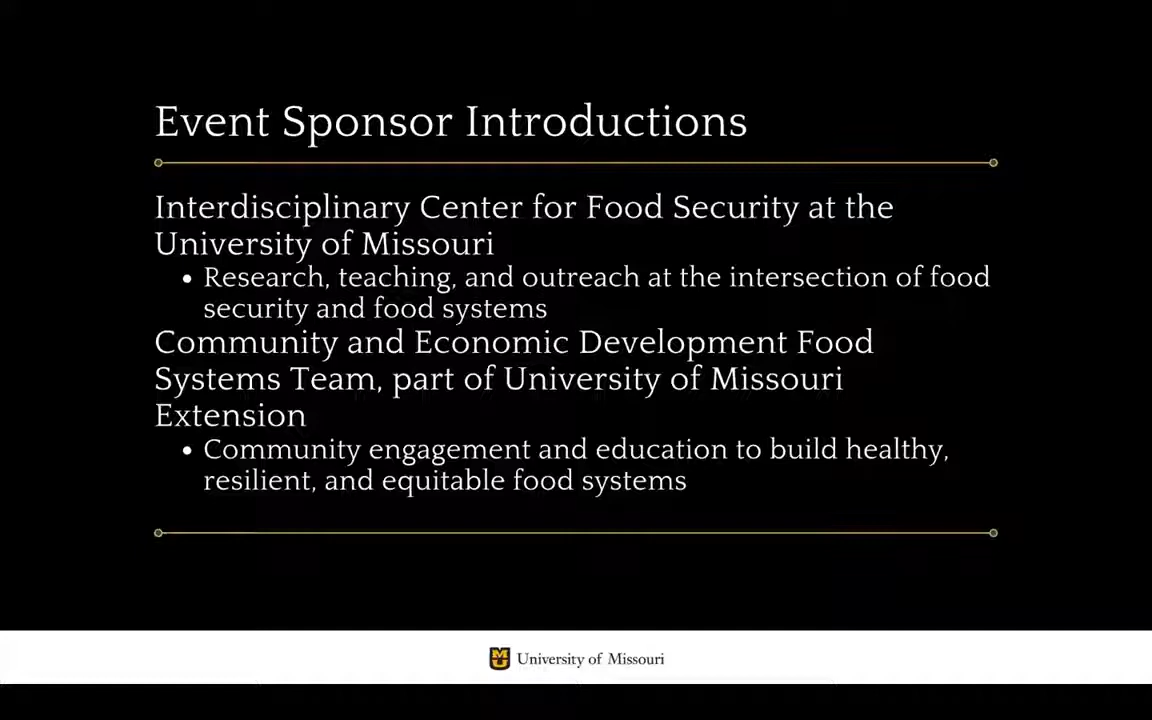 Event Sponsor Introductions
Interdisciplinary Center for Food Security at the
University of Missouri
• Research, teaching, and outreach at the intersection of food
security and food systems
Community and Economic Development Food
Systems Team, part of University of Missouri
Extension
• Community engagement and education to build healthy,
resilient, and equitable food systems
University of Missouri